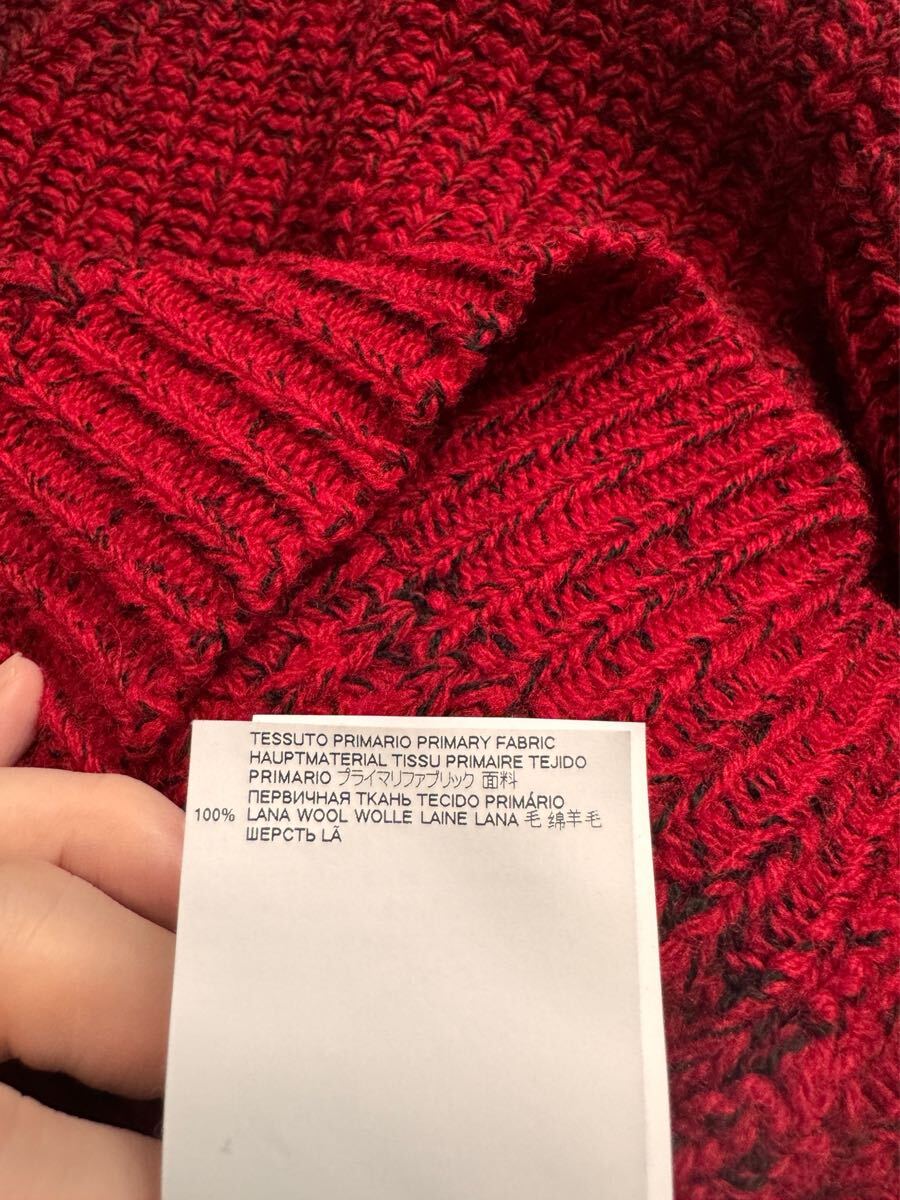 TESSUTO PRIMARIO PRIMARY FABRIC
HAUPTMATERIAL TISSU PRIMAIRE TEJIDO
PRIMARIO プライマリファブリック 面料
ПЕРВИЧНАЯ ТКАНЬ TECIDO PRIMÁRIO
100% LANA WOOL WOLLE LAINE LANA 毛 绵羊毛
ШЕРСТЬ LÃ